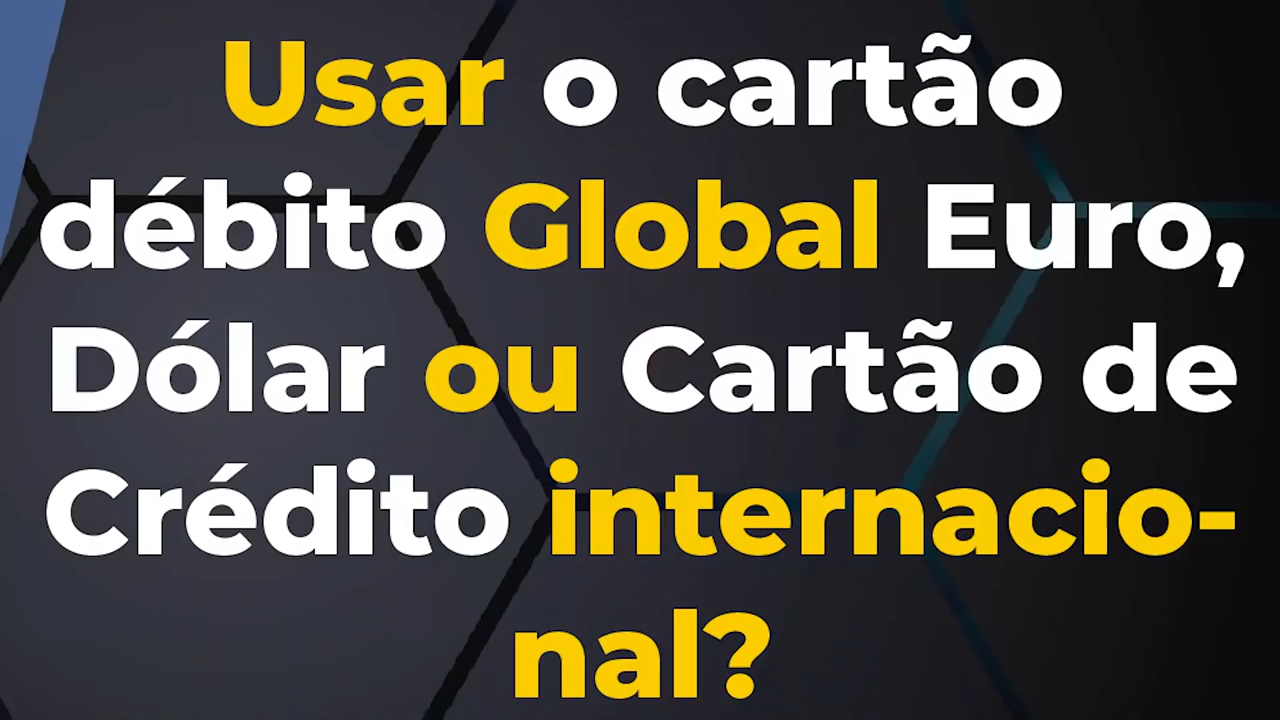 Usar o cartão
débito Global Euro,
Dólar ou Cartão de
Crédito internacio-
nal?